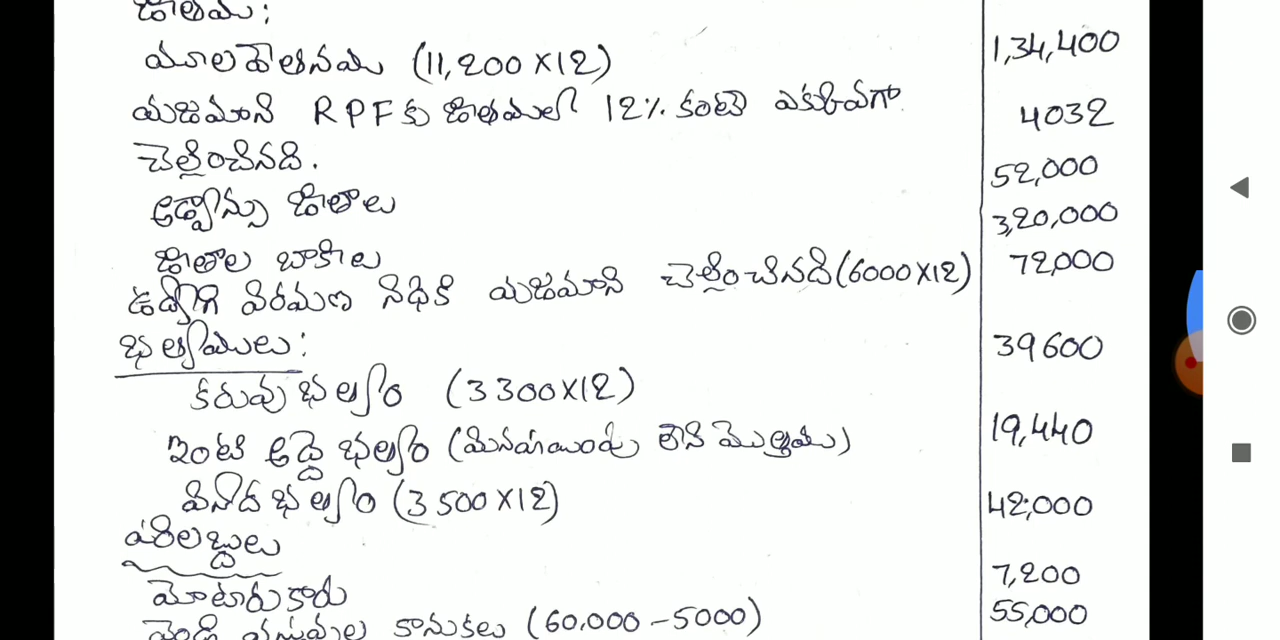 జీతము:
మూలవేతనము (11,200 X 12) 1,34,400
యజమాని RPF కు జీతములో 12% కంటె ఎక్కువగా 4032
చెల్లించినది. 52,000
అడ్వాన్సు జీతాలు 3,20,000
జీతాల బాకీలు 72,000
ఉద్యోగి విరమణ నిధికి యజమాని చెల్లించినది (6000 X 12)
భత్యములు: 39600
కరువు భత్యం (3300 X 12)
ఇంటి అద్దె భత్యం (మినహాయింపు లేని మొత్తము) 19,440
వినోద భత్యం (3500 X 12) 42,000
పరిలబ్దులు
మోటారు కారు 7,200
వెండి వస్తువుల కానుకలు (60,000 – 5000) 55,000